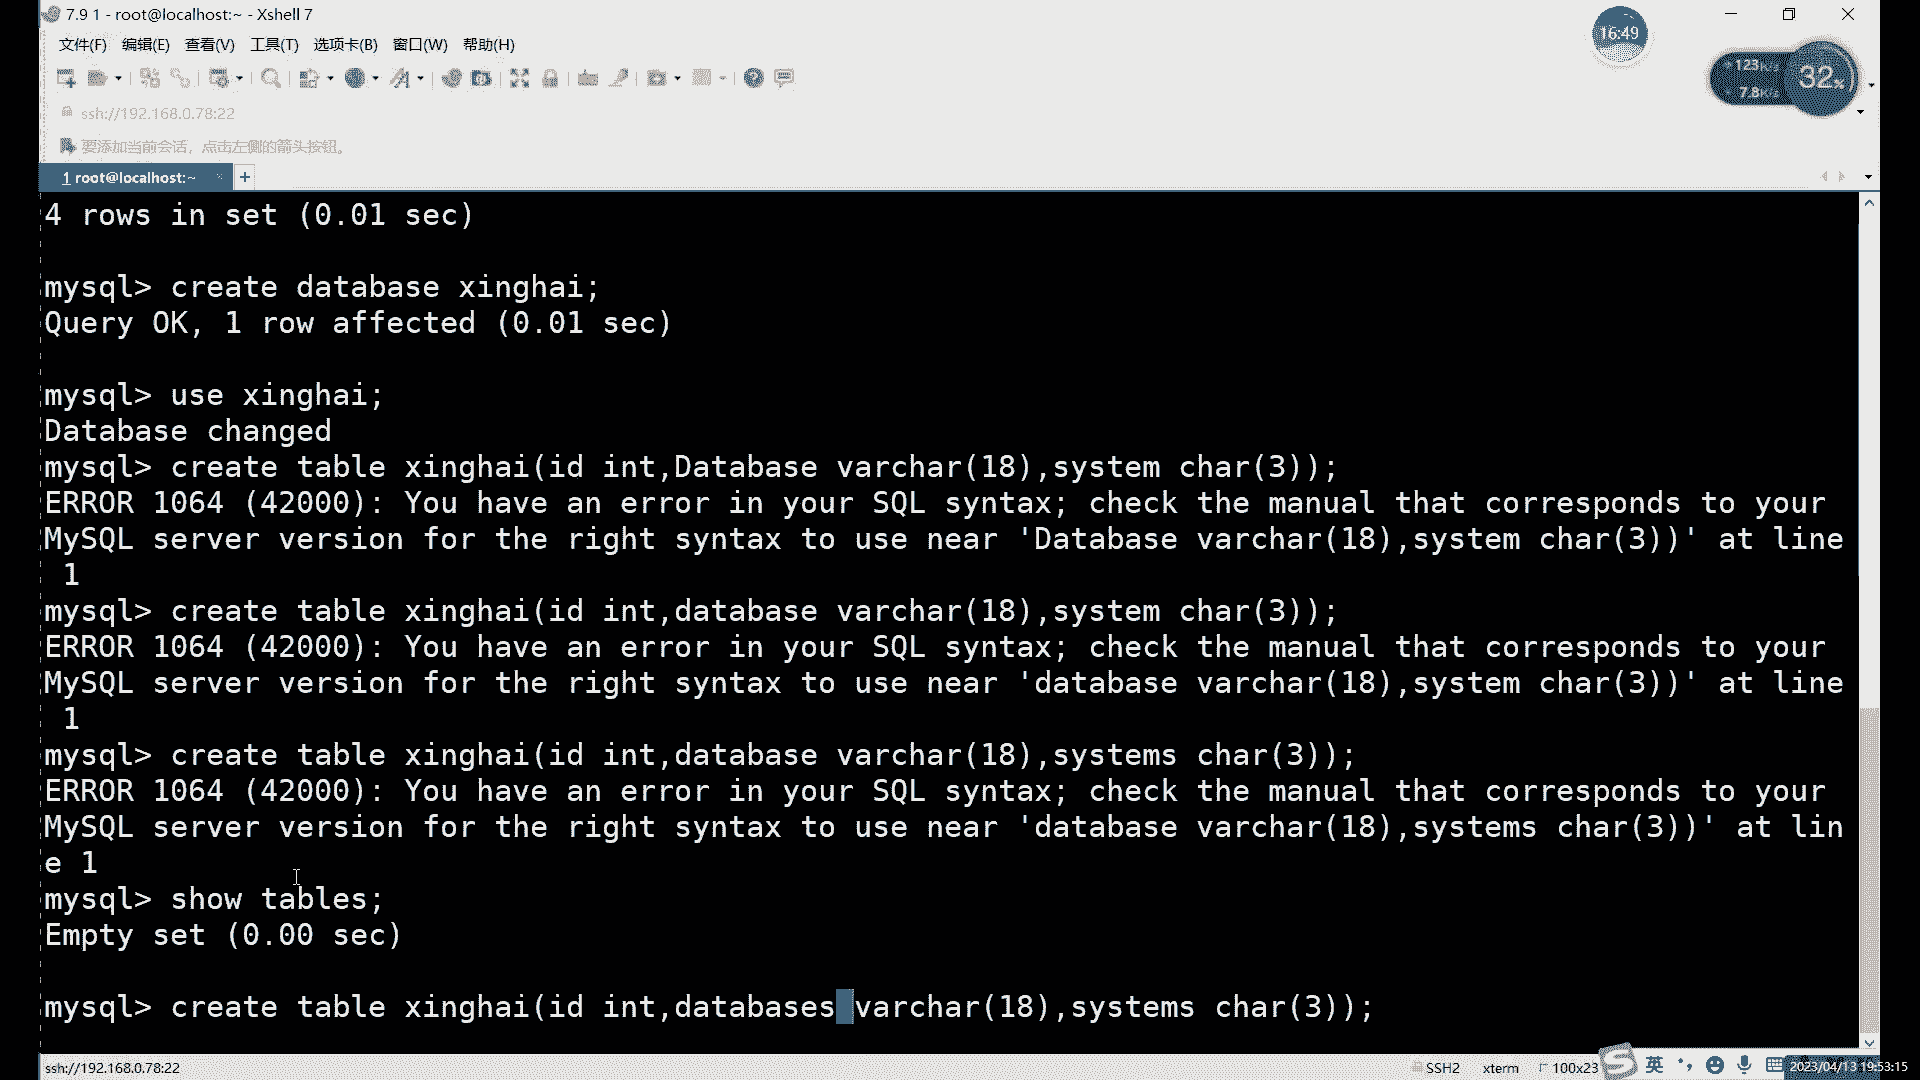 7.9 1 - root@localhost:~ - Xshell 7
16:49
文件(F) 编辑(E) 查看(V) 工具(T) 选项卡(B) 窗口(W) 帮助(H)
123K/s
7.8K/s
32%
ssh://192.168.0.78:22
要添加当前会话，点击左侧的箭头按钮。
1 root@localhost:~ × +
4 rows in set (0.01 sec)
mysql> create database xinghai;
Query OK, 1 row affected (0.01 sec)
mysql> use xinghai;
Database changed
mysql> create table xinghai(id int,Database varchar(18),system char(3));
ERROR 1064 (42000): You have an error in your SQL syntax; check the manual that corresponds to your
MySQL server version for the right syntax to use near 'Database varchar(18),system char(3))' at line
1
mysql> create table xinghai(id int,database varchar(18),system char(3));
ERROR 1064 (42000): You have an error in your SQL syntax; check the manual that corresponds to your
MySQL server version for the right syntax to use near 'database varchar(18),system char(3))' at line
1
mysql> create table xinghai(id int,database varchar(18),systems char(3));
ERROR 1064 (42000): You have an error in your SQL syntax; check the manual that corresponds to your
MySQL server version for the right syntax to use near 'database varchar(18),systems char(3))' at lin
e 1
mysql> show tables;
Empty set (0.00 sec)
mysql> create table xinghai(id int,databases varchar(18),systems char(3));
ssh://192.168.0.78:22
SSH2 xterm 100x23
英
2023/04/13 19:53:15